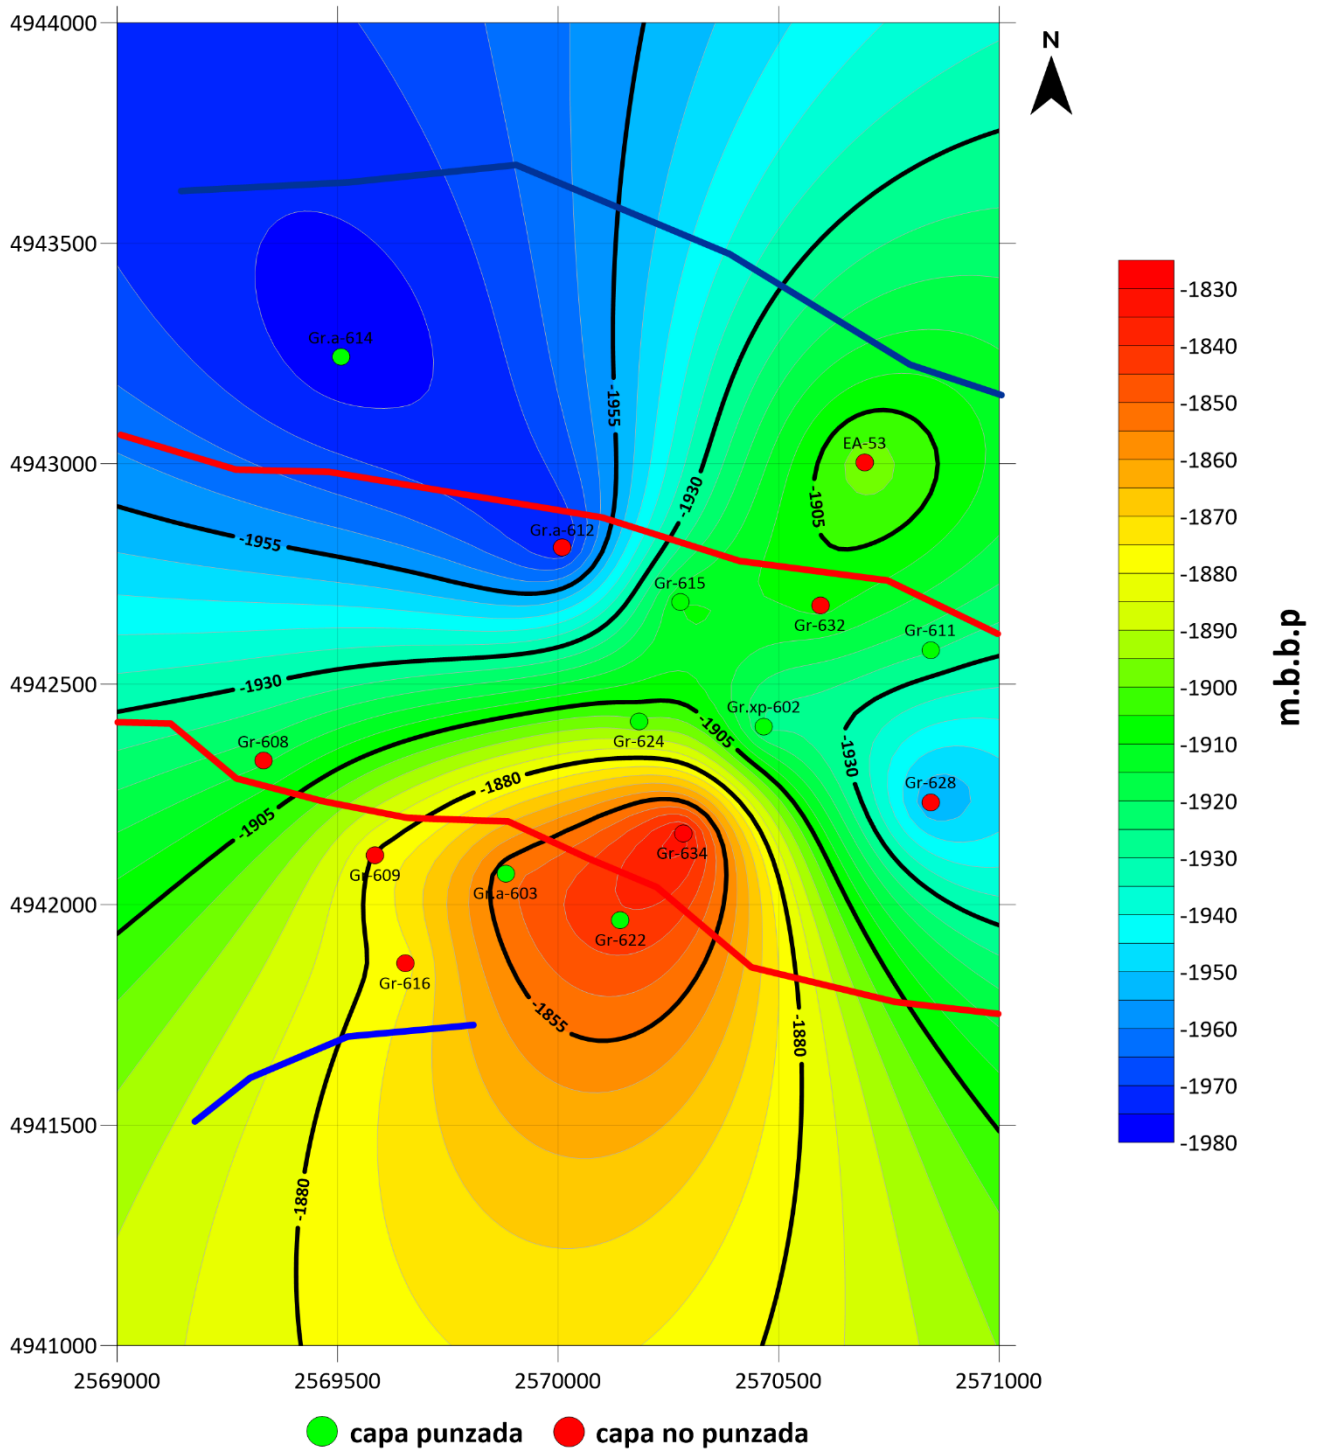 4944000
4943500
4943000
4942500
4942000
4941500
4941000
2569000
2569500
2570000
2570500
2571000
N
Gr.a-614
-1955
EA-53
-1930
-1905
Gr.a-612
-1955
Gr-615
Gr-632
Gr-611
-1930
Gr.xp-602
-1905
Gr-624
Gr-608
-1930
-1880
Gr-628
-1905
Gr-634
Gr-609
Gr.a-603
Gr-622
Gr-616
-1855
-1880
-1880
-1830
-1840
-1850
-1860
-1870
-1880
-1890
-1900
-1910
-1920
-1930
-1940
-1950
-1960
-1970
-1980
m.b.b.p
capa punzada
capa no punzada